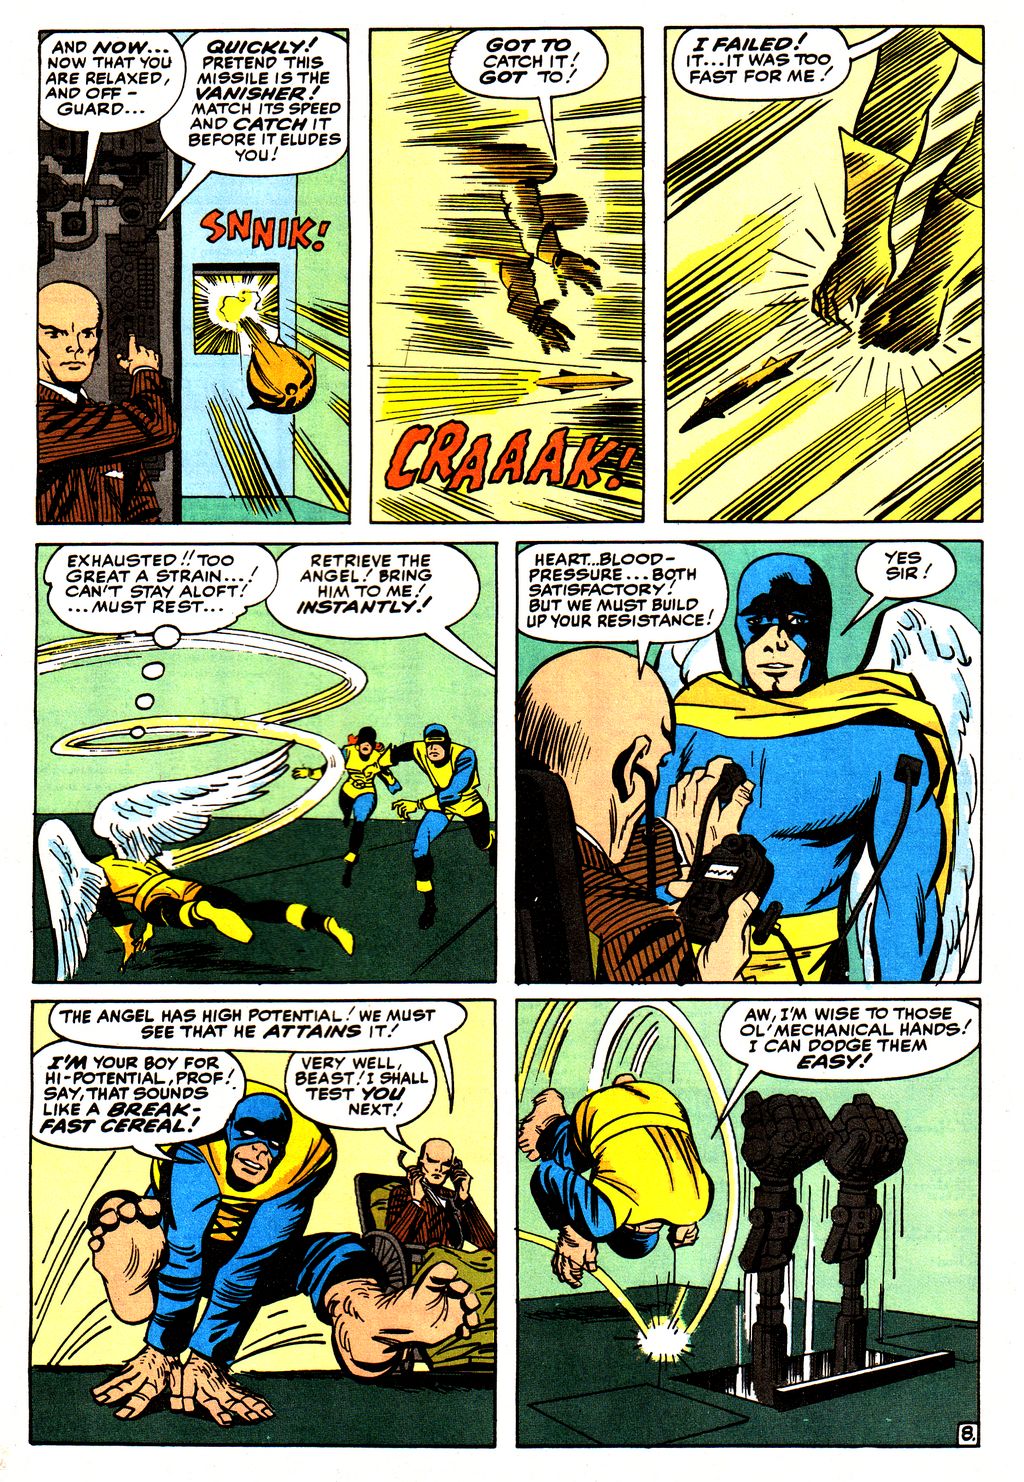 AND NOW...
NOW THAT YOU
ARE RELAXED,
AND OFF-
GUARD...
QUICKLY!
PRETEND THIS
MISSILE IS THE
VANISHER!
MATCH ITS SPEED
AND CATCH IT
BEFORE IT ELUDES
YOU!
SNNIK!
GOT TO
CATCH IT!
GOT TO!
CRAAAK!
I FAILED!
IT...IT WAS TOO
FAST FOR ME!
EXHAUSTED!! TOO
GREAT A STRAIN...!
CAN'T STAY ALOFT!
...MUST REST...
RETRIEVE THE
ANGEL! BRING
HIM TO ME!
INSTANTLY!
HEART...BLOOD-
PRESSURE...BOTH
SATISFACTORY!
BUT WE MUST BUILD
UP YOUR RESISTANCE!
YES
SIR!
THE ANGEL HAS HIGH POTENTIAL! WE MUST
SEE THAT HE ATTAINS IT!
I'M YOUR BOY FOR
HI-POTENTIAL, PROF!
SAY, THAT SOUNDS
LIKE A BREAK-
FAST CEREAL!
VERY WELL,
BEAST! I SHALL
TEST YOU
NEXT!
AW, I'M WISE TO THOSE
OL' MECHANICAL HANDS!
I CAN DODGE THEM
EASY!
8.